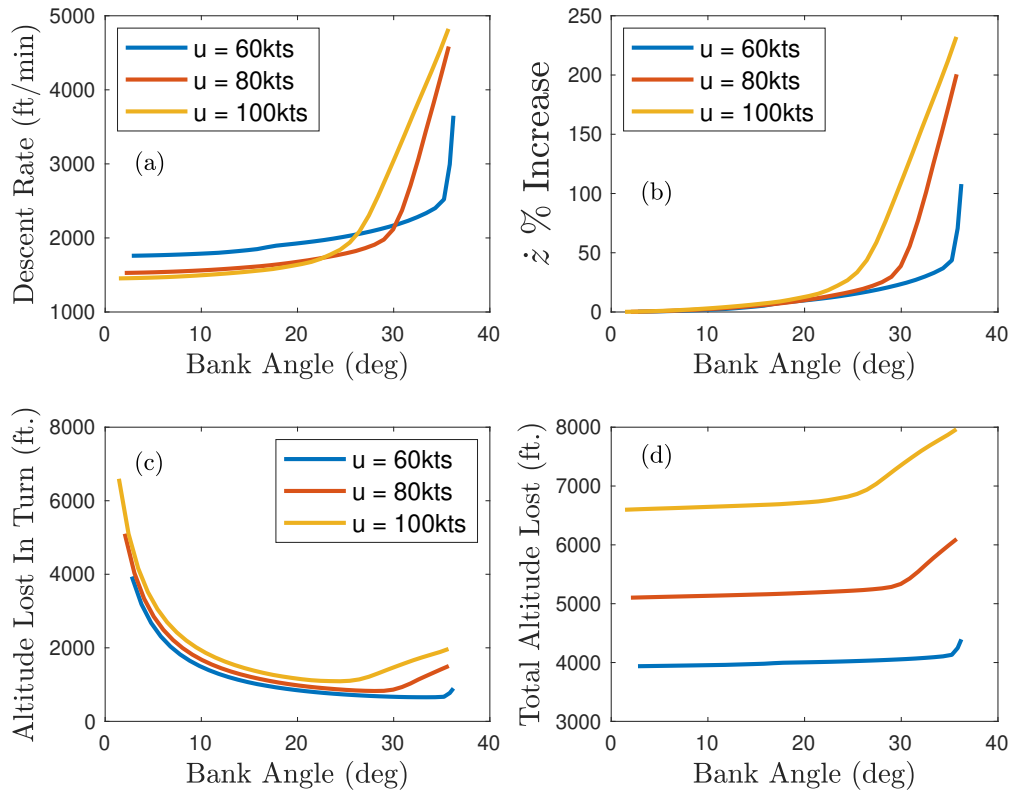 Descent Rate (ft/min)
5000
4000
3000
2000
1000
u = 60kts
u = 80kts
u = 100kts
(a)
0 10 20 30 40
Bank Angle (deg)
ż % Increase
250
200
150
100
50
0
u = 60kts
u = 80kts
u = 100kts
(b)
0 10 20 30 40
Bank Angle (deg)
Altitude Lost In Turn (ft.)
8000
6000
4000
2000
0
(c)
u = 60kts
u = 80kts
u = 100kts
0 10 20 30 40
Bank Angle (deg)
Total Altitude Lost (ft.)
8000
7000
6000
5000
4000
3000
(d)
0 10 20 30 40
Bank Angle (deg)